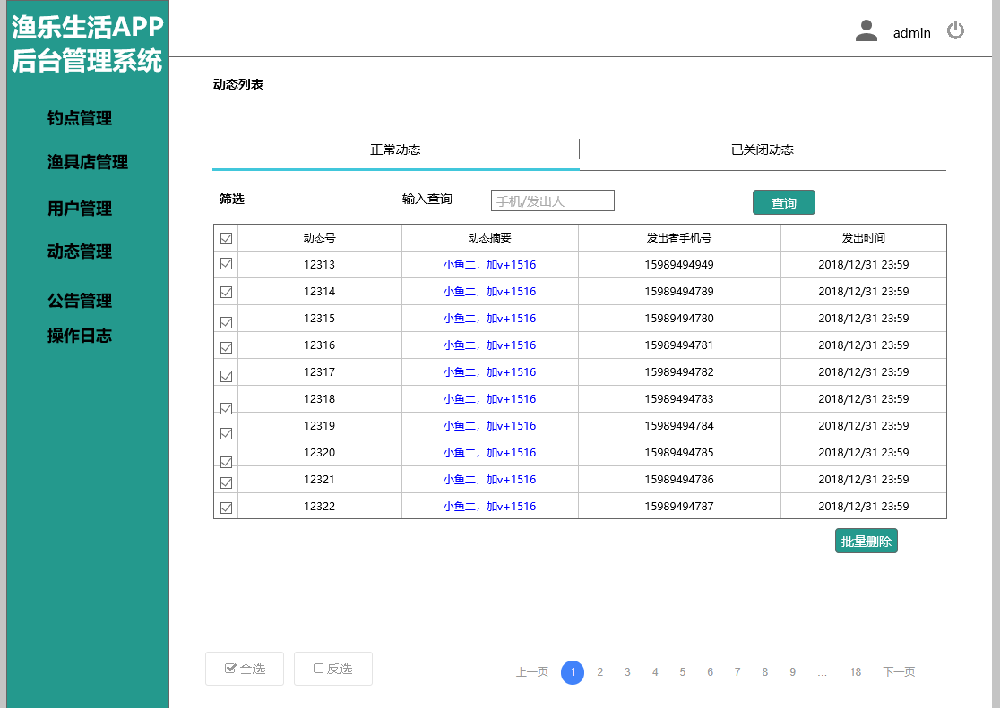 渔乐生活APP
后台管理系统
admin
钓点管理
渔具店管理
用户管理
动态管理
公告管理
操作日志
动态列表
正常动态 已关闭动态
筛选 输入查询 手机/发出人 查询
动态号 动态摘要 发出者手机号 发出时间
12313 小鱼二，加v+1516 15989494949 2018/12/31 23:59
12314 小鱼二，加v+1516 15989494789 2018/12/31 23:59
12315 小鱼二，加v+1516 15989494780 2018/12/31 23:59
12316 小鱼二，加v+1516 15989494781 2018/12/31 23:59
12317 小鱼二，加v+1516 15989494782 2018/12/31 23:59
12318 小鱼二，加v+1516 15989494783 2018/12/31 23:59
12319 小鱼二，加v+1516 15989494784 2018/12/31 23:59
12320 小鱼二，加v+1516 15989494785 2018/12/31 23:59
12321 小鱼二，加v+1516 15989494786 2018/12/31 23:59
12322 小鱼二，加v+1516 15989494787 2018/12/31 23:59
批量删除
全选 反选 上一页 1 2 3 4 5 6 7 8 9 ... 18 下一页